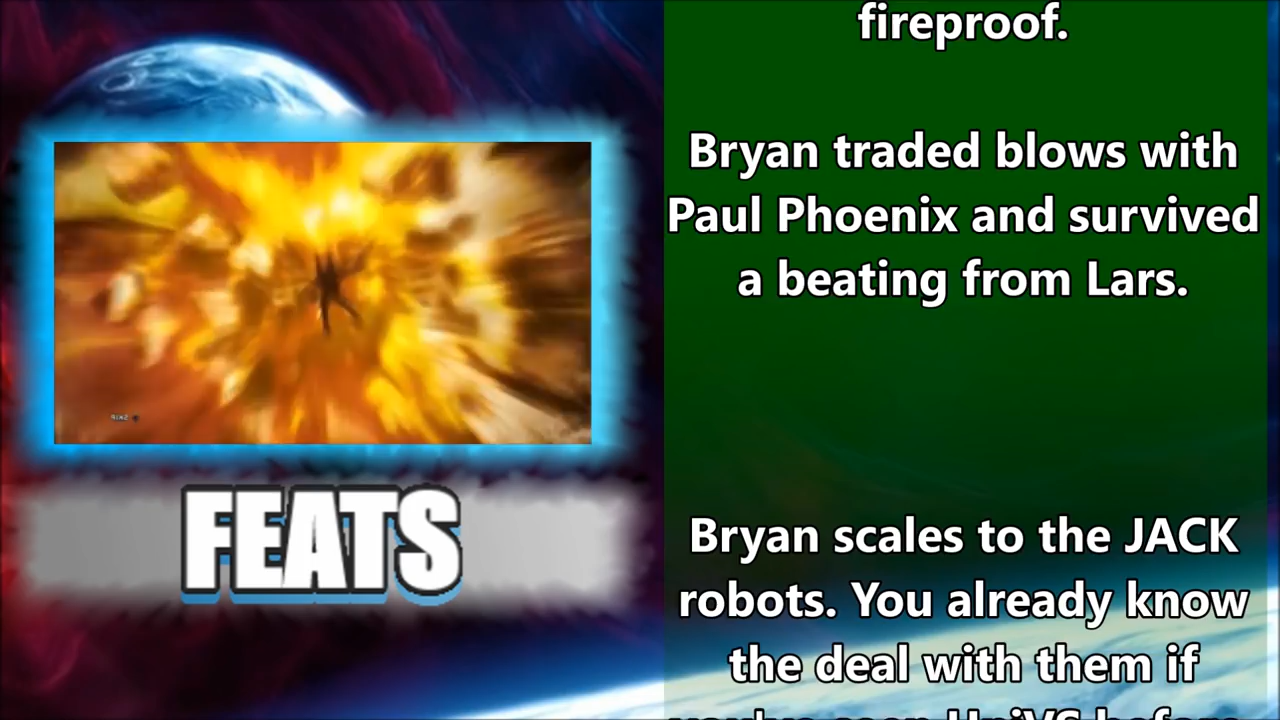 fireproof.
Bryan traded blows with
Paul Phoenix and survived
a beating from Lars.
FEATS
Bryan scales to the JACK
robots. You already know
the deal with them if